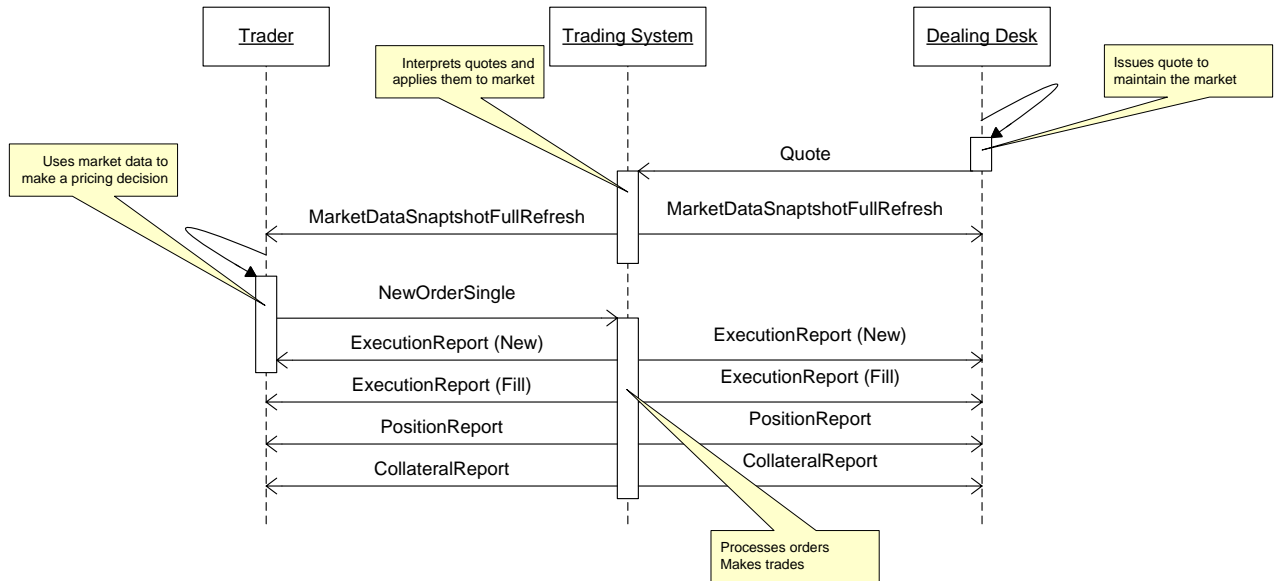 Trader
Trading System
Dealing Desk
Interprets quotes and
applies them to market
Issues quote to
maintain the market
Uses market data to
make a pricing decision
Quote
MarketDataSnaptshotFullRefresh
MarketDataSnaptshotFullRefresh
NewOrderSingle
ExecutionReport (New)
ExecutionReport (New)
ExecutionReport (Fill)
ExecutionReport (Fill)
PositionReport
PositionReport
CollateralReport
CollateralReport
Processes orders
Makes trades